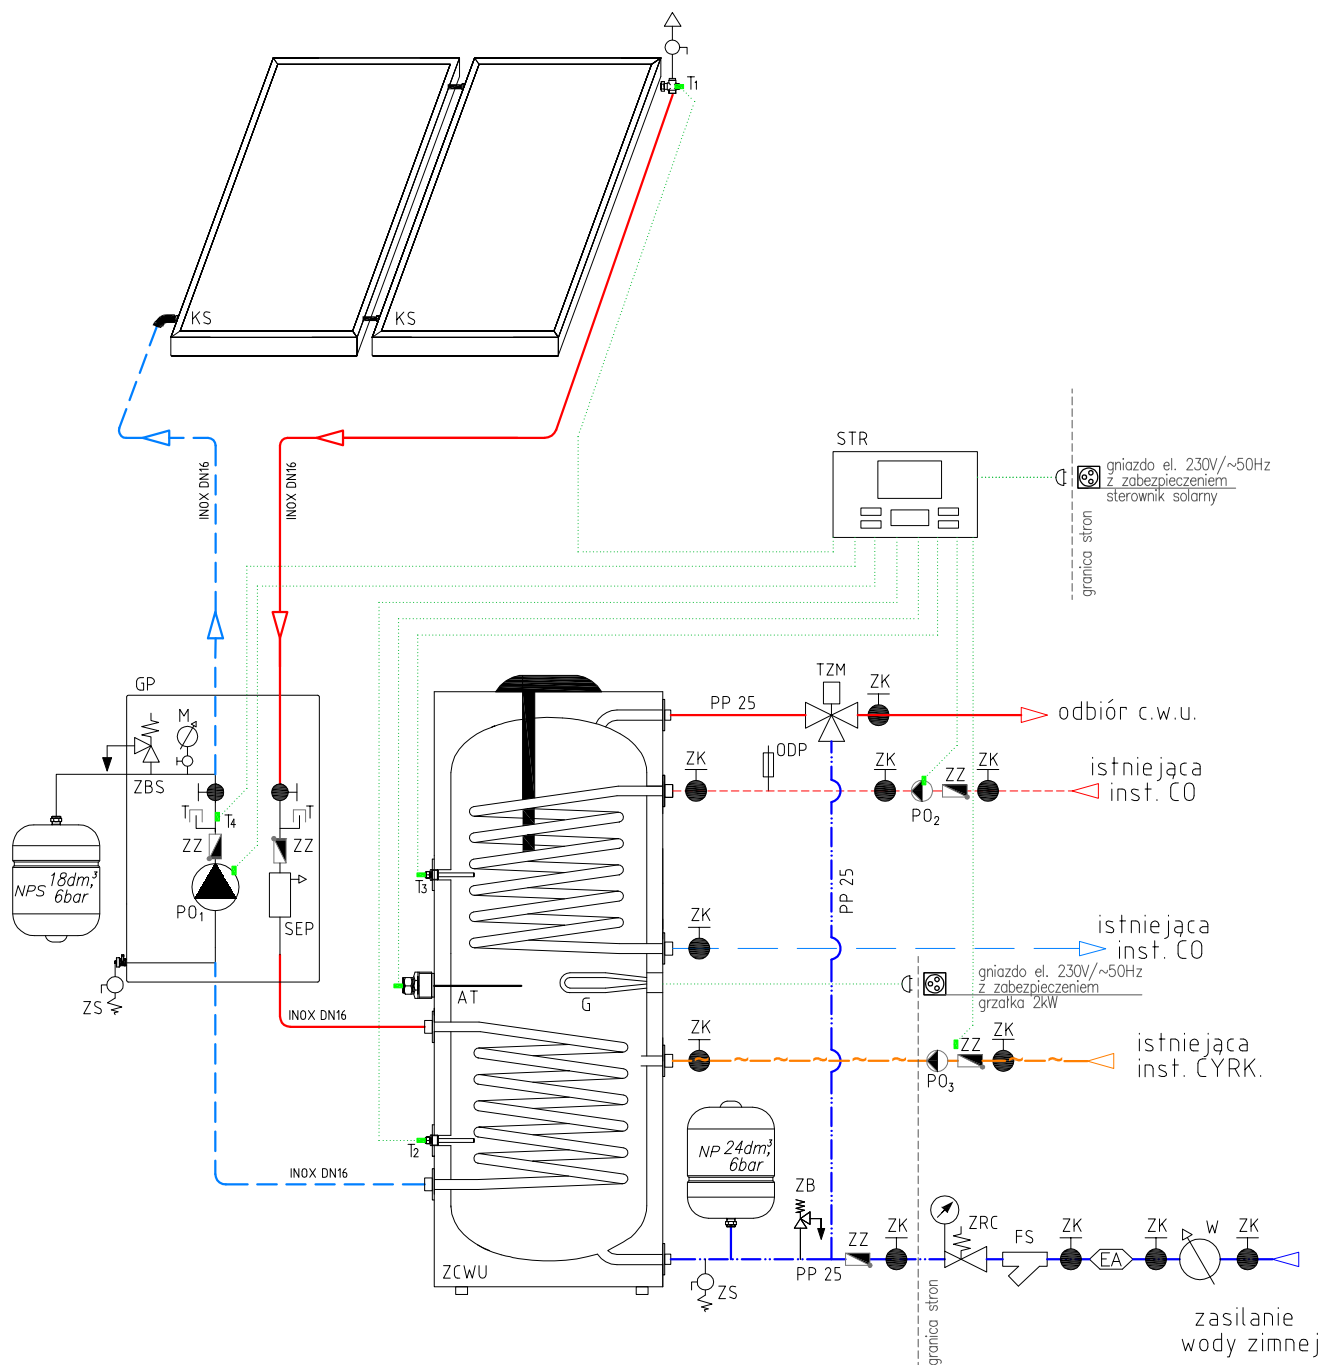 T1
KS
KS
STR
gniazdo el. 230V/~50Hz
z zabezpieczeniem
sterownik solarny
granica stron
INOX DN16
INOX DN16
GP
M
ZBS
T
T
T4
ZZ
ZZ
PO1
SEP
NPS 18dm,³
6bar
ZS
INOX DN16
INOX DN16
T3
AT
G
T2
ZCWU
PP 25
TZM
ZK
odbiór c.w.u.
ODP
ZK
ZK
ZZ
ZK
PO2
istniejąca
inst. CO
PP 25
ZK
istniejąca
inst. CO
gniazdo el. 230V/~50Hz
z zabezpieczeniem
grzałka 2kW
ZK
PO3
ZZ
ZK
istniejąca
inst. CYRK.
NP 24dm,³
6bar
ZB
ZS
PP 25
ZZ
ZK
granica stron
ZRC
FS
ZK
EA
ZK
W
ZK
zasilanie
wody zimnej